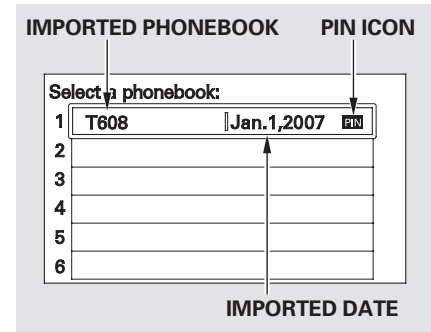 IMPORTED PHONEBOOK PIN ICON
Select a phonebook:
1 T608 Jan.1,2007 PIN
2
3
4
5
6
IMPORTED DATE